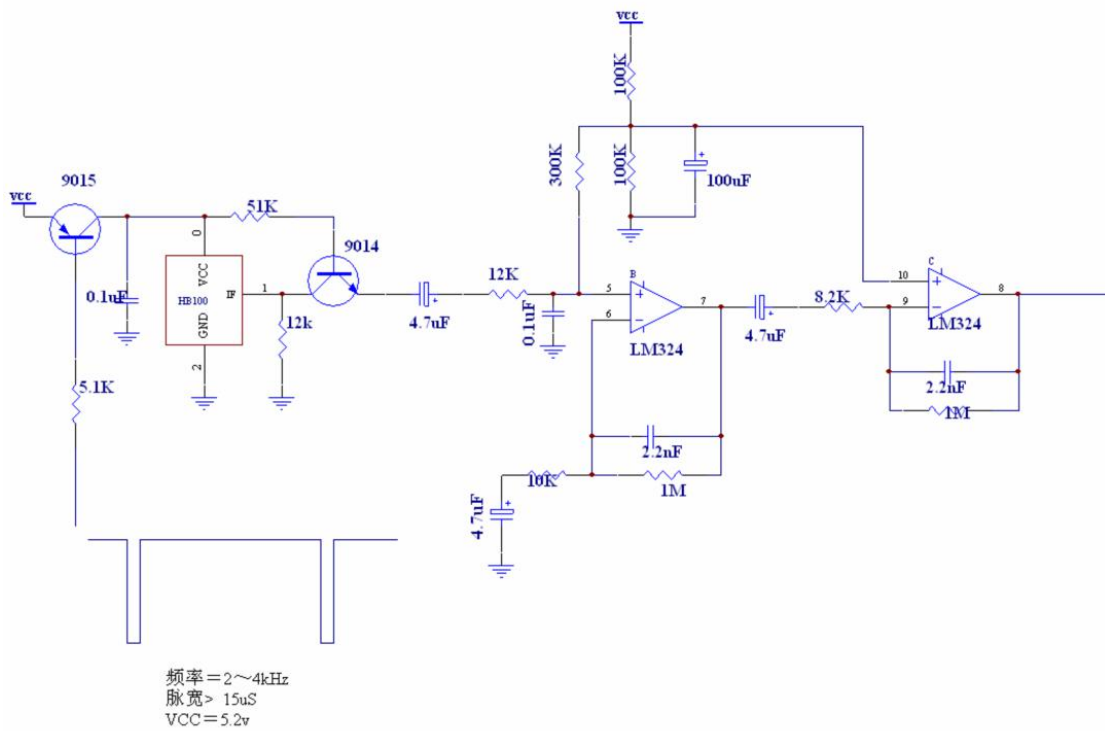 vcc
100K
300K
100K
100uF
9015
vcc
51K
9014
0
VCC
HB100
IF
1
GND
2
0.1uF
12k
4.7uF
12K
0.1uF
5.1K
B
5
6
7
LM324
4.7uF
8.2K
C
10
9
8
LM324
2.2nF
1M
2.2nF
10K
1M
4.7uF
频率=2~4kHz
脉宽> 15uS
VCC=5.2v